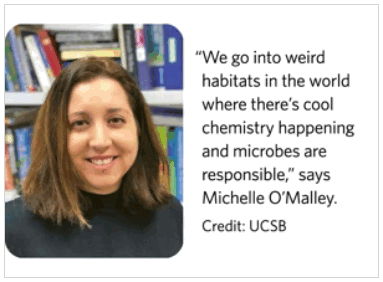 “We go into weird
habitats in the world
where there’s cool
chemistry happening
and microbes are
responsible,” says
Michelle O’Malley.
Credit: UCSB